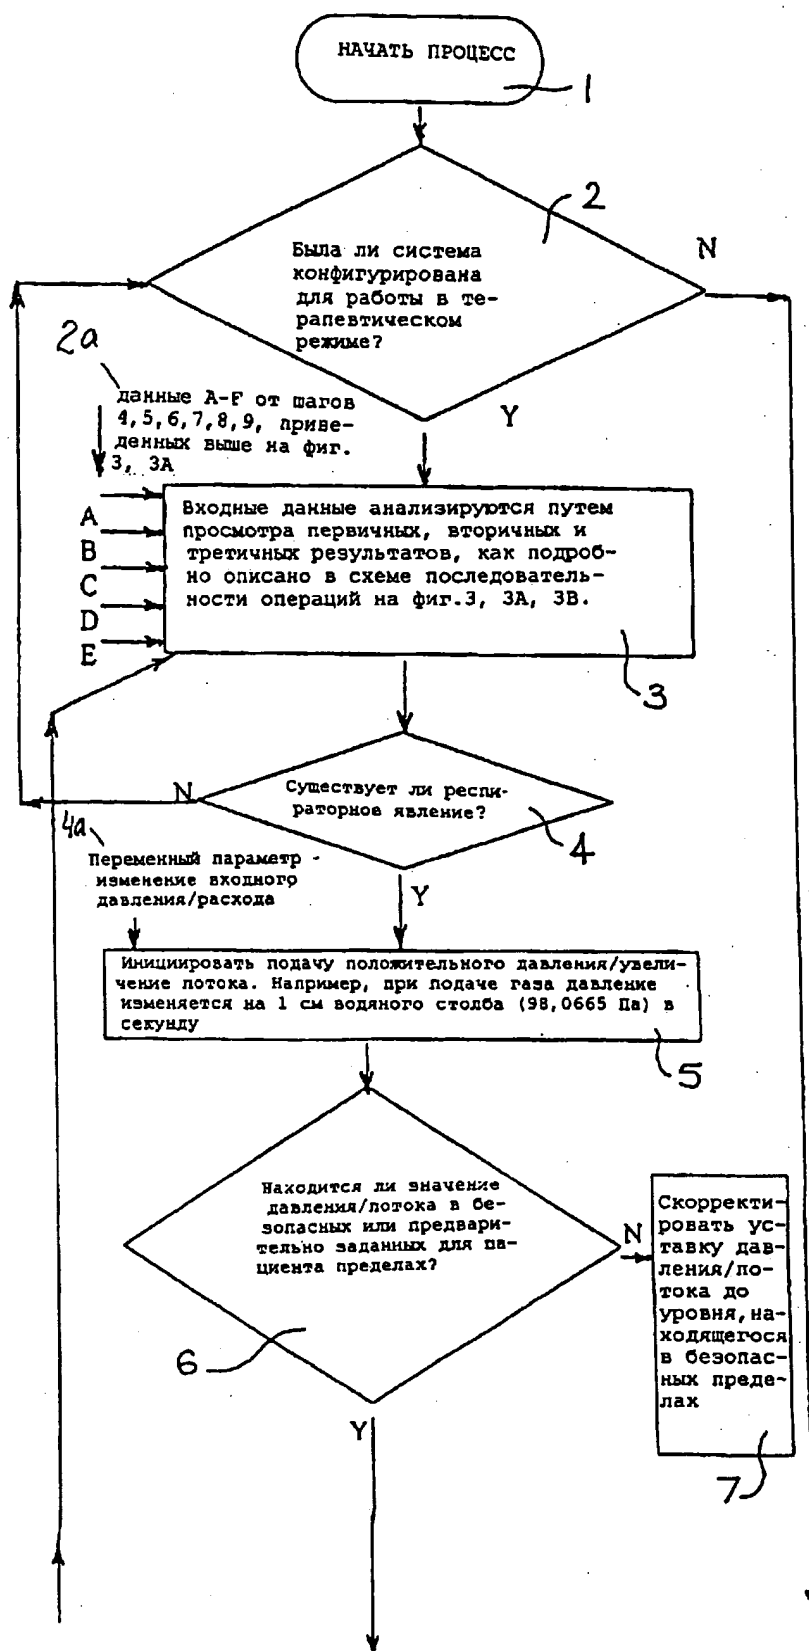 НАЧАТЬ ПРОЦЕСС
1
2
Была ли система
конфигурирована
для работы в те-
рапевтическом
режиме?
N
Y
2a
данные A-F от шагов
4,5,6,7,8,9, приве-
денных выше на фиг.
3, 3А
A
B
C
D
E
Входные данные анализируются путем
просмотра первичных, вторичных и
третичных результатов, как подроб-
но описано в схеме последователь-
ности операций на фиг.3, 3А, 3В.
3
N
Существует ли респи-
раторное явление?
4
4a
Y
Переменный параметр -
изменение входного
давления/расхода
Инициировать подачу положительного давления/увели-
чение потока. Например, при подаче газа давление
изменяется на 1 см водяного столба (98,0665 Па) в
секунду
5
Находится ли значение
давления/потока в бе-
зопасных или предвари-
тельно заданных для па-
циента пределах?
N
6
Y
Скорректи-
ровать ус-
тавку дав-
ления/по-
тока до
уровня,на-
ходящегося
в безопас-
ных преде-
лах
7